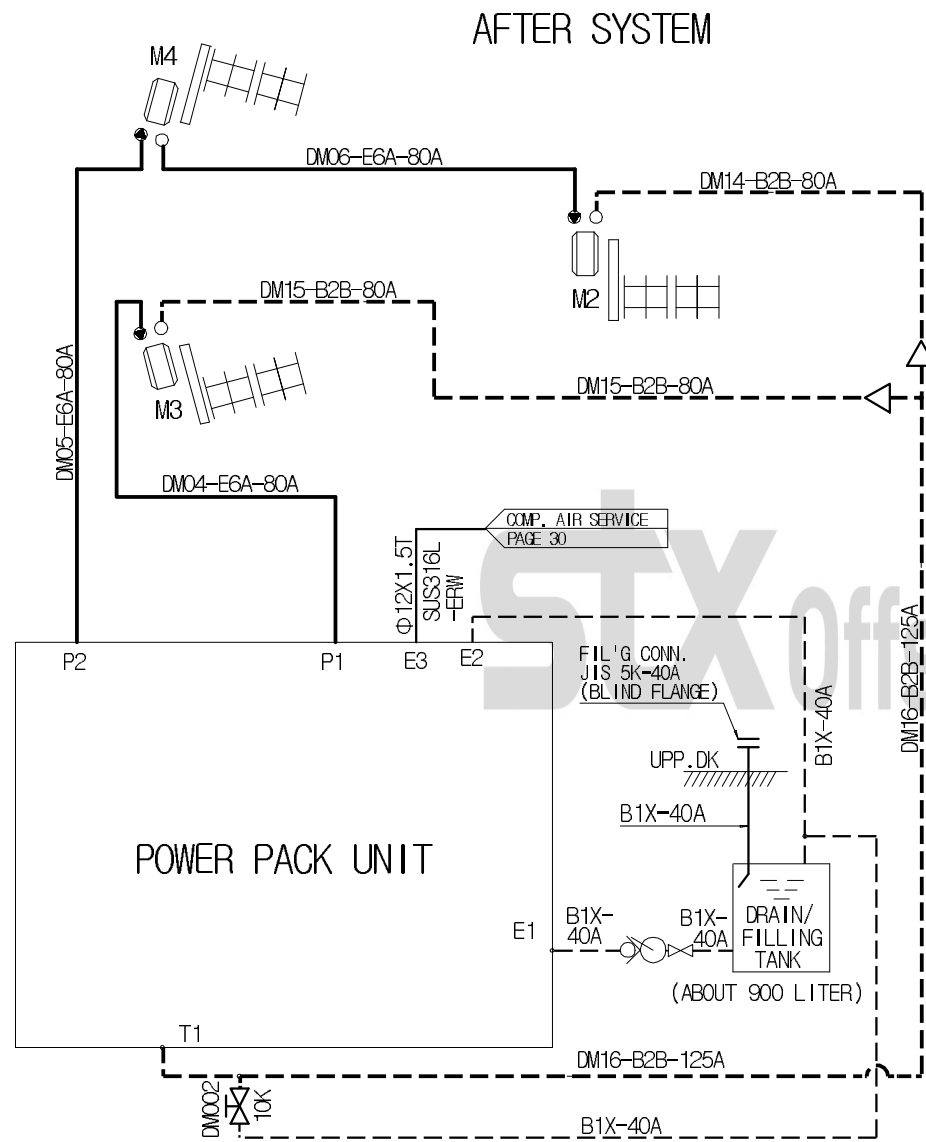 AFTER SYSTEM
M4
DM06-E6A-80A
DM14-B2B-80A
M2
DM15-B2B-80A
M3
DM15-B2B-80A
DM05-E6A-80A
DM04-E6A-80A
COMP. AIR SERVICE
PAGE 30
Φ12X1.5T
SUS316L
-ERW
STX Off
P2
P1
E3
E2
FIL'G CONN.
JIS 5K-40A
(BLIND FLANGE)
UPP.DK
B1X-40A
B1X-40A
DM16-B2B-125A
POWER PACK UNIT
E1
B1X-
40A
B1X-
40A
DRAIN/
FILLING
TANK
(ABOUT 900 LITER)
T1
DM16-B2B-125A
DM002
10K
B1X-40A